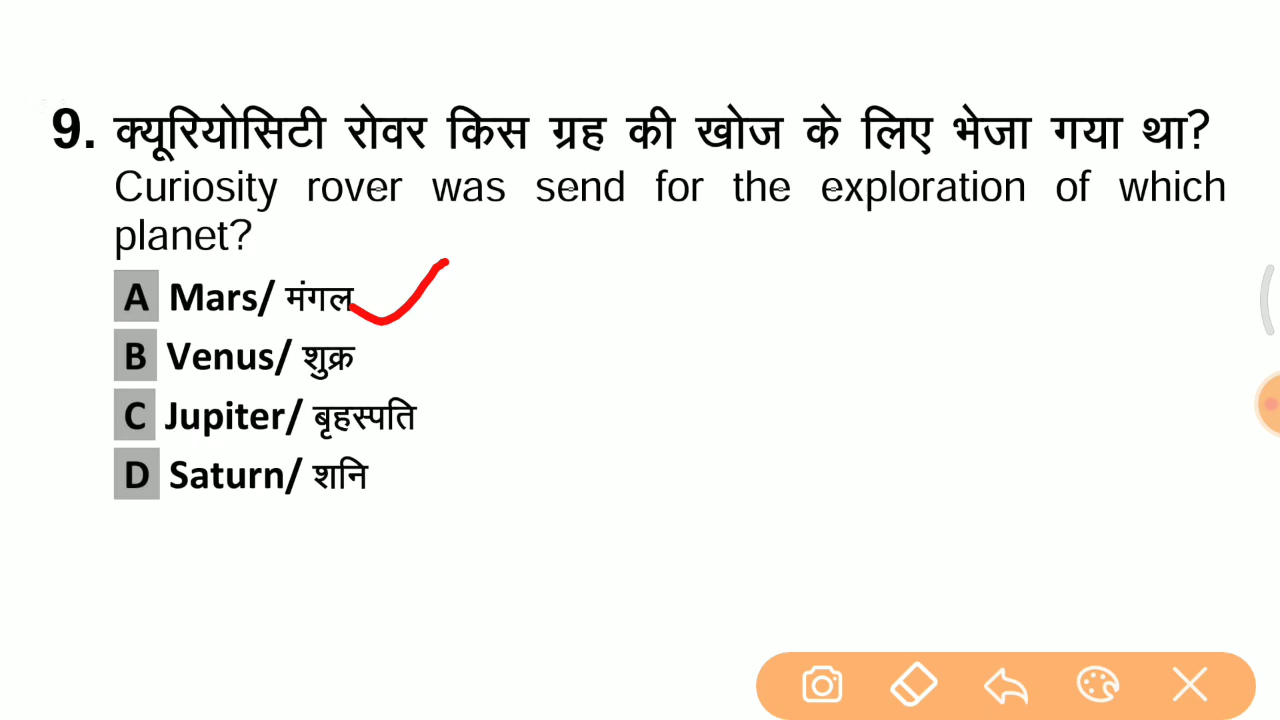 9. क्यूरियोसिटी रोवर किस ग्रह की खोज के लिए भेजा गया था?
Curiosity rover was send for the exploration of which
planet?
A Mars/ मंगल
B Venus/ शुक्र
C Jupiter/ बृहस्पति
D Saturn/ शनि